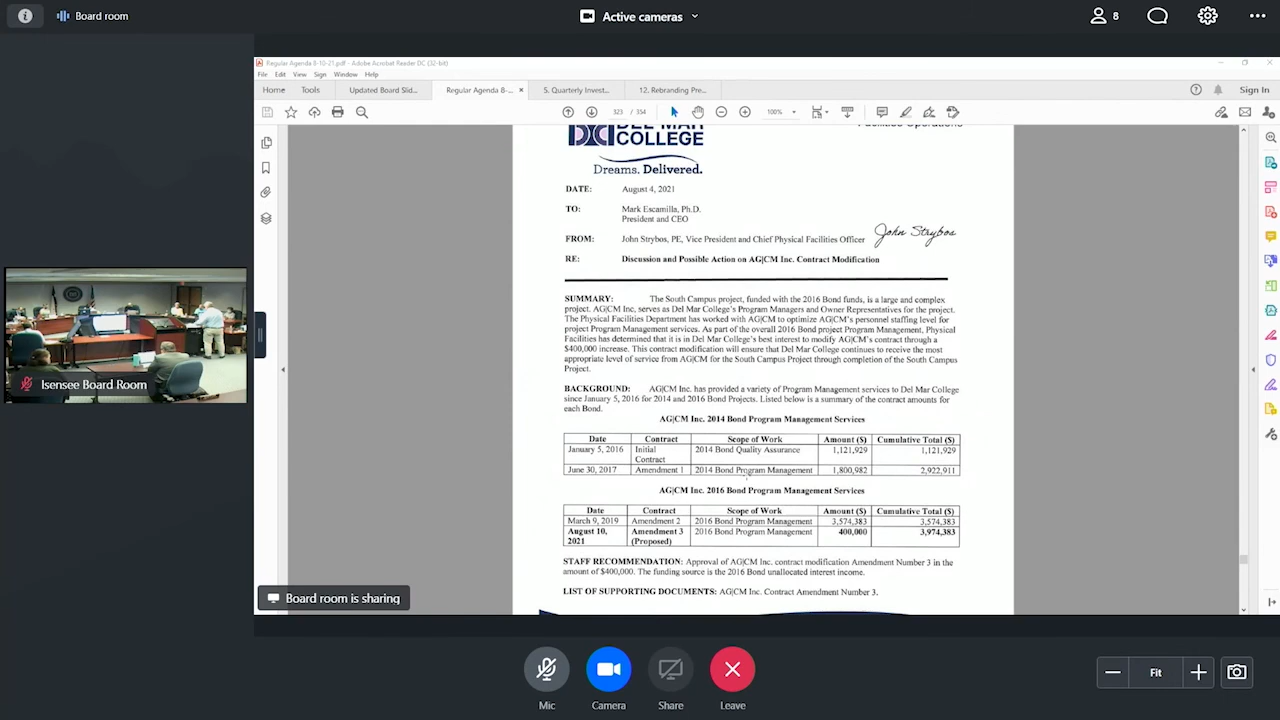 Board room
Active cameras
8
Regular Agenda 8-10-21.pdf - Adobe Acrobat Reader DC (32-bit)
File Edit View Sign Window Help
Home Tools Updated Board Slid... Regular Agenda 8-... × 5. Quarterly Invest... 12. Rebranding Pre... Sign In
323 / 354 100%
DEL MAR
COLLEGE
Facilities Operations
Dreams. Delivered.
DATE: August 4, 2021
TO: Mark Escamilla, Ph.D.
President and CEO
FROM: John Strybos, PE, Vice President and Chief Physical Facilities Officer John Strybos
RE: Discussion and Possible Action on AG|CM Inc. Contract Modification
SUMMARY: The South Campus project, funded with the 2016 Bond funds, is a large and complex
project. AG|CM Inc, serves as Del Mar College's Program Managers and Owner Representatives for the project.
The Physical Facilities Department has worked with AG|CM to optimize AG|CM's personnel staffing level for
project Program Management services. As part of the overall 2016 Bond project Program Management, Physical
Facilities has determined that it is in Del Mar College's best interest to modify AG|CM's contract through a
$400,000 increase. This contract modification will ensure that Del Mar College continues to receive the most
appropriate level of service from AG|CM for the South Campus Project through completion of the South Campus
Project.
BACKGROUND: AG|CM Inc. has provided a variety of Program Management services to Del Mar College
since January 5, 2016 for 2014 and 2016 Bond Projects. Listed below is a summary of the contract amounts for
each Bond.
AG|CM Inc. 2014 Bond Program Management Services
Date Contract Scope of Work Amount ($) Cumulative Total ($)
January 5, 2016 Initial Contract 2014 Bond Quality Assurance 1,121,929 1,121,929
June 30, 2017 Amendment 1 2014 Bond Program Management 1,800,982 2,922,911
AG|CM Inc. 2016 Bond Program Management Services
Date Contract Scope of Work Amount ($) Cumulative Total ($)
March 9, 2019 Amendment 2 2016 Bond Program Management 3,574,383 3,574,383
August 10, 2021 Amendment 3 (Proposed) 2016 Bond Program Management 400,000 3,974,383
STAFF RECOMMENDATION: Approval of AG|CM Inc. contract modification Amendment Number 3 in the
amount of $400,000. The funding source is the 2016 Bond unallocated interest income.
LIST OF SUPPORTING DOCUMENTS: AG|CM Inc. Contract Amendment Number 3.
Isensee Board Room
Board room is sharing
Mic Camera Share Leave
Fit